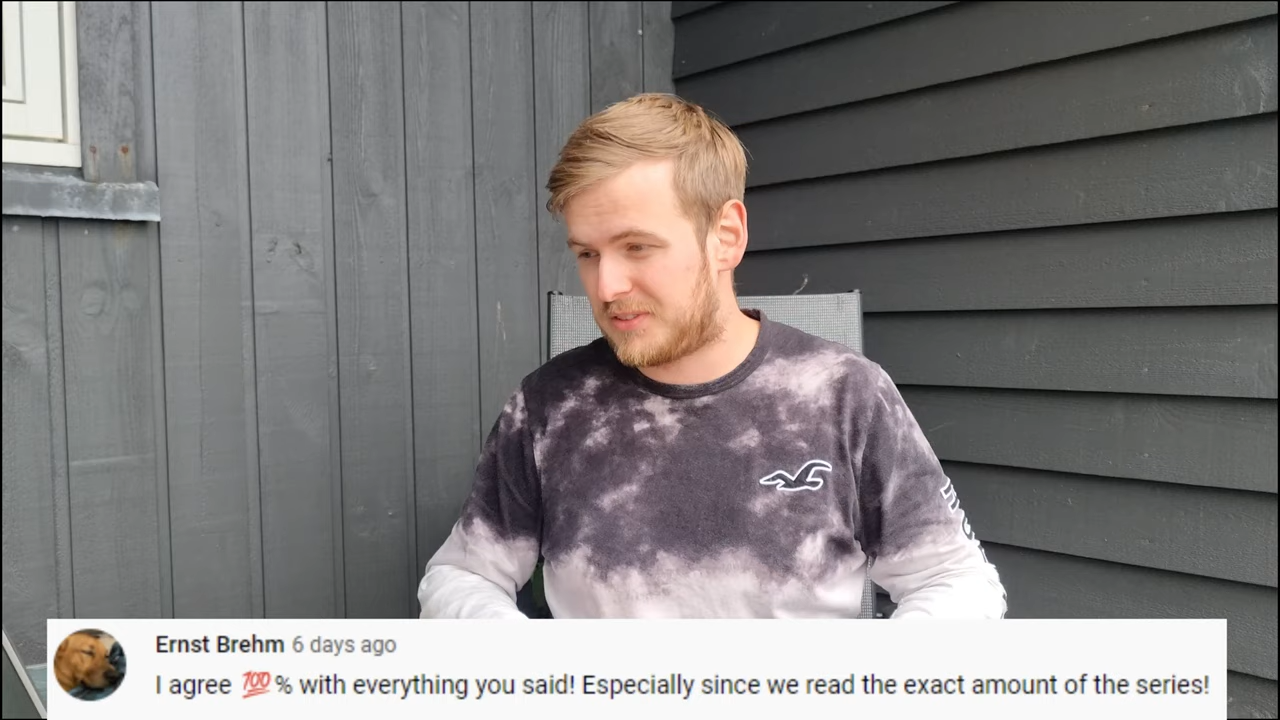 Ernst Brehm 6 days ago
I agree 💯% with everything you said! Especially since we read the exact amount of the series!